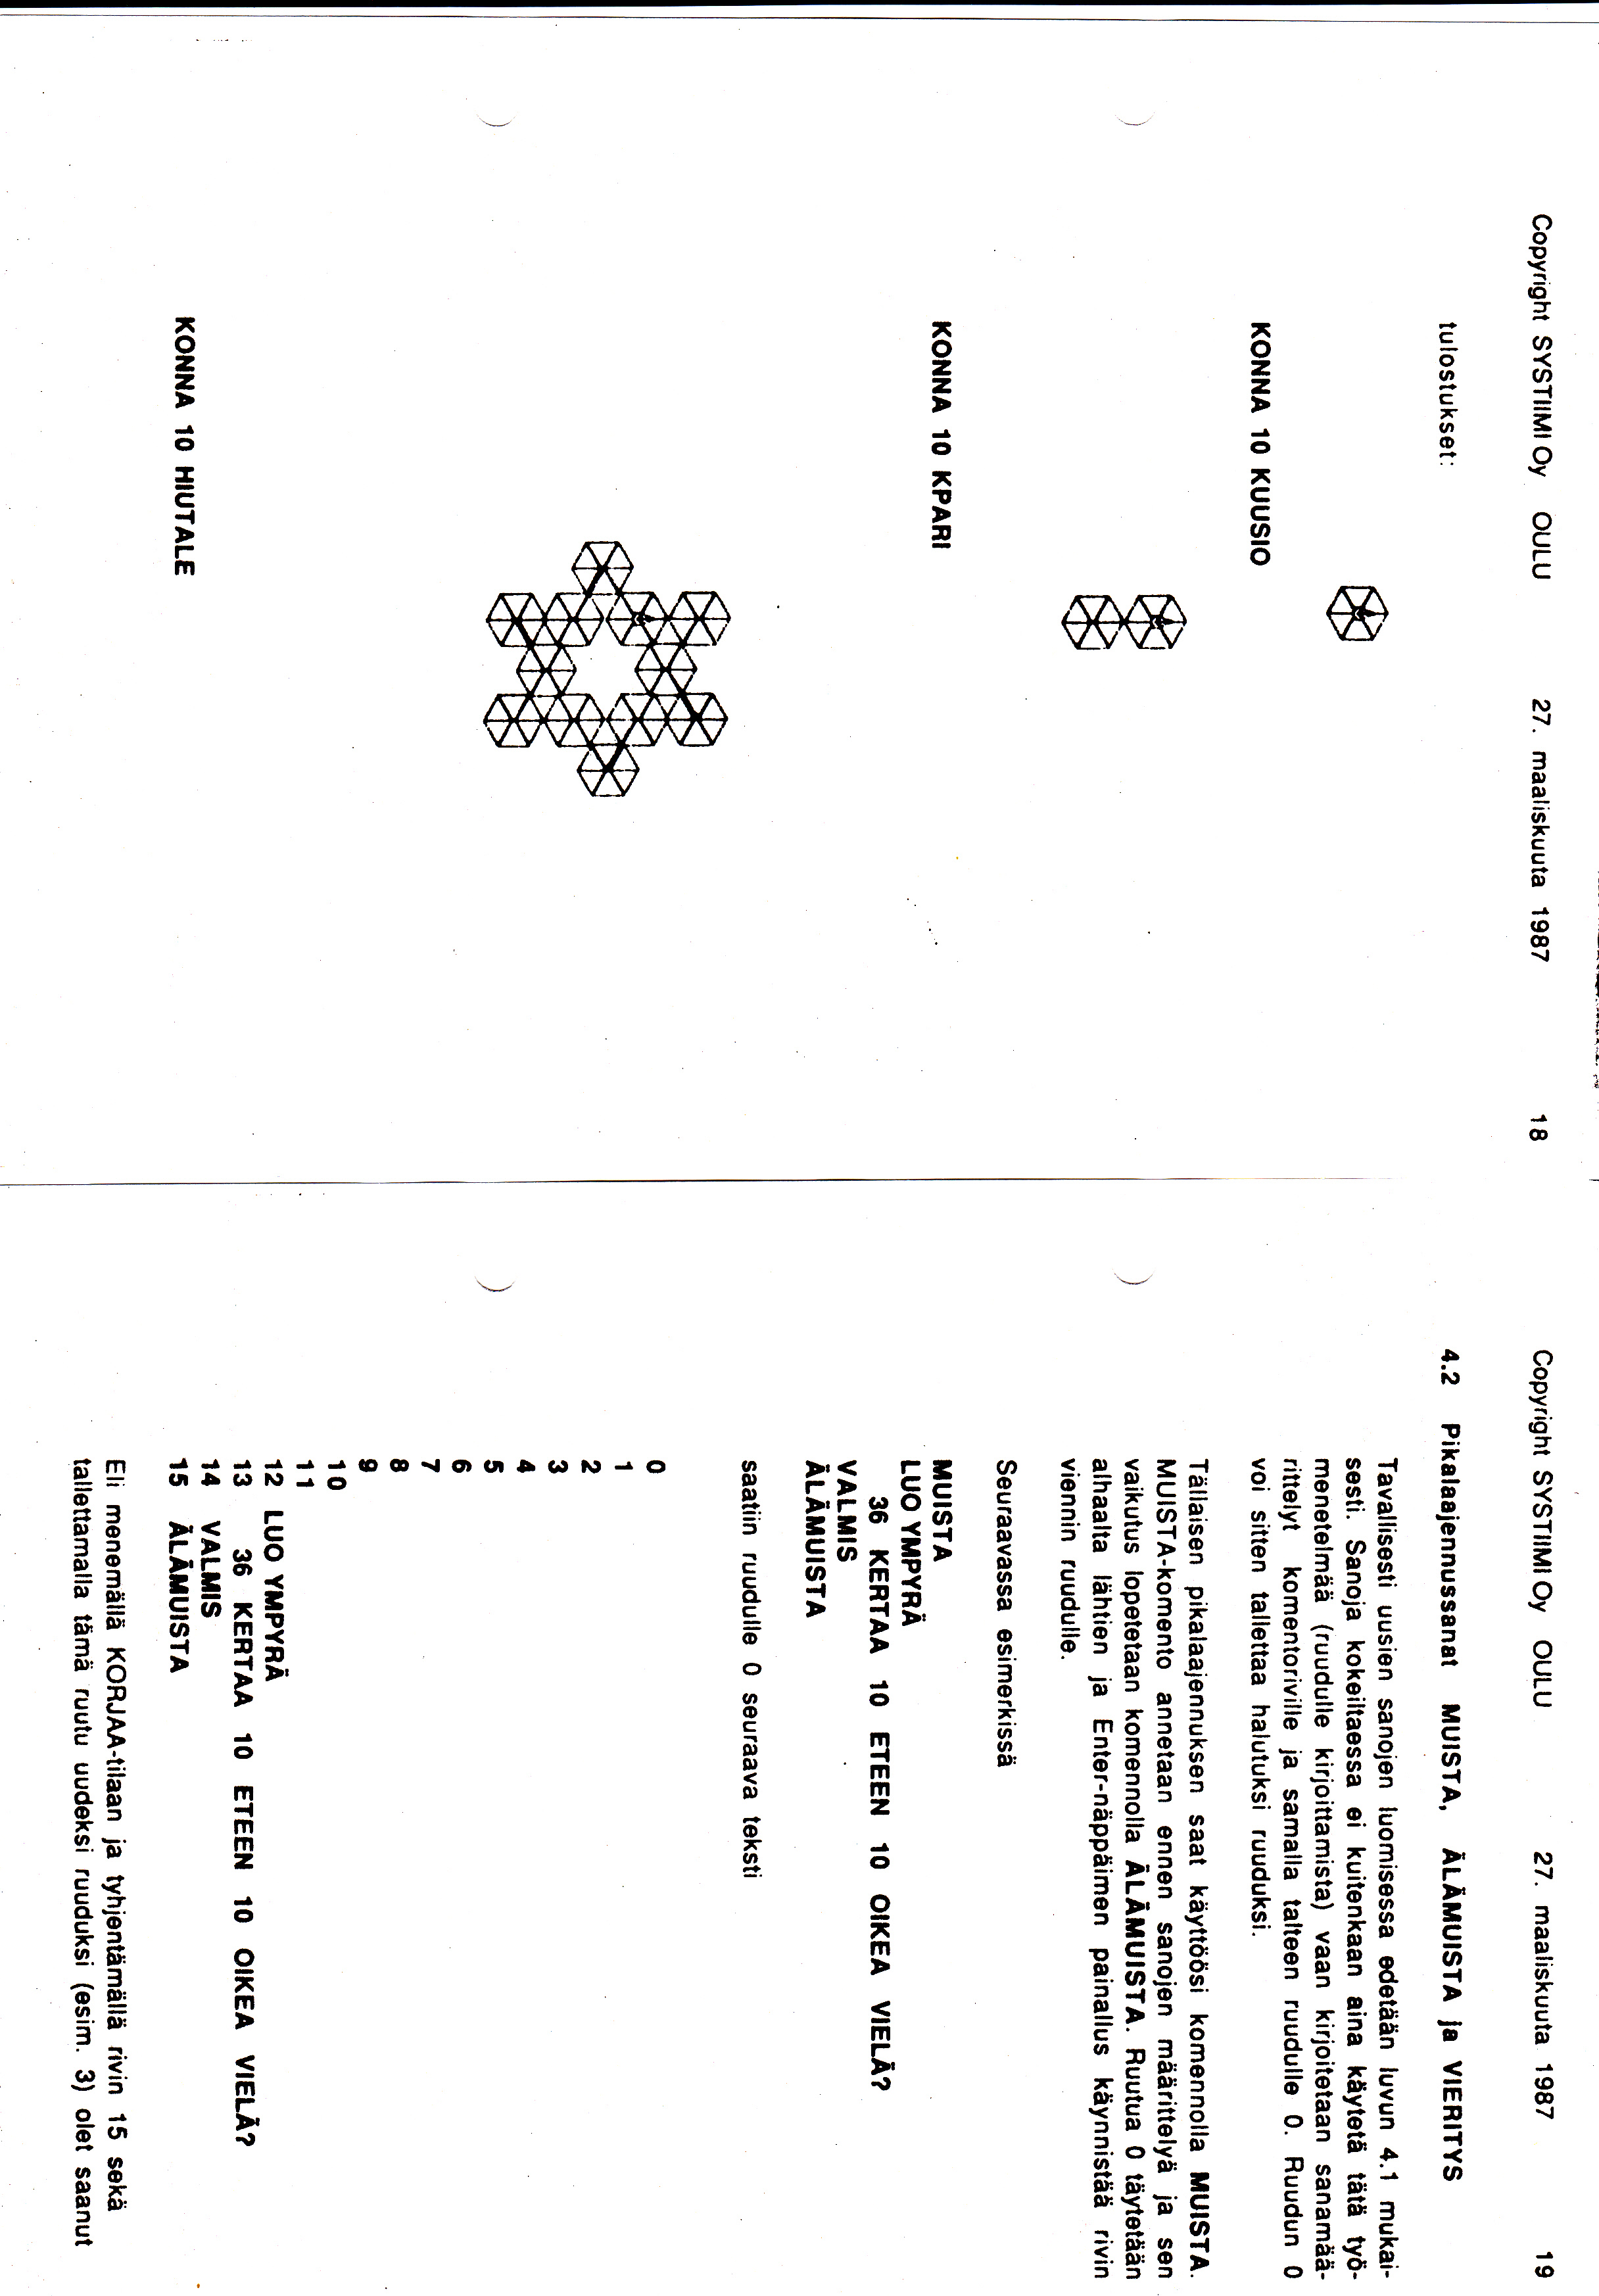 Copyright SYSTIIMI Oy OULU 27. maaliskuuta 1987 18
tulostukset:
KONNA 10 KUUSIO
KONNA 10 KPARI
KONNA 10 HIUTALE
Copyright SYSTIIMI Oy OULU 27. maaliskuuta 1987 19
4.2 Pikalaajennussanat MUISTA, ÄLÄMUISTA ja VIERITYS
Tavallisesti uusien sanojen luomisessa edetään luvun 4.1 mukai-
sesti. Sanoja kokeiltaessa ei kuitenkaan aina käytetä tätä työ-
menetelmää (ruudulle kirjoittamista) vaan kirjoitetaan sanamää-
rittelyt komentoriville ja samalla talteen ruudulle 0. Ruudun 0
voi sitten tallettaa halutuksi ruuduksi.
Tällaisen pikalaajennuksen saat käyttöösi komennolla MUISTA.
MUISTA-komento annetaan ennen sanojen määrittelyä ja sen
vaikutus lopetetaan komennolla ÄLÄMUISTA. Ruutua 0 täytetään
alhaalta lähtien ja Enter-näppäimen painallus käynnistää rivin
viennin ruudulle.
Seuraavassa esimerkissä
MUISTA
LUO YMPYRÄ
36 KERTAA 10 ETEEN 10 OIKEA VIELÄ?
VALMIS
ÄLÄMUISTA
saatiin ruudulle 0 seuraava teksti
0
1
2
3
4
5
6
7
8
9
10
11
12 LUO YMPYRÄ
13 36 KERTAA 10 ETEEN 10 OIKEA VIELÄ?
14 VALMIS
15 ÄLÄMUISTA
Eli menemällä KORJAA-tilaan ja tyhjentämällä rivin 15 sekä
tallettamalla tämä ruutu uudeksi ruuduksi (esim. 3) olet saanut